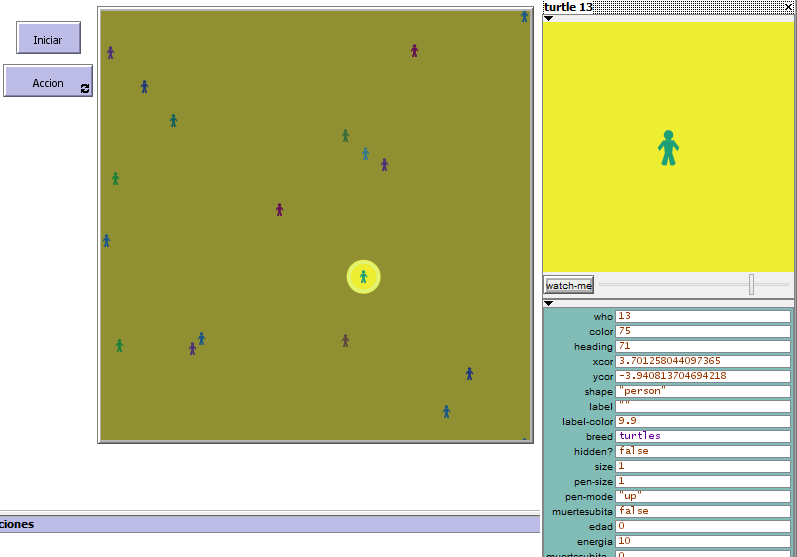 turtle 13
Iniciar
Accion
watch-me
who 13
color 75
heading 71
xcor 3.701258044097365
ycor -3.940813704694218
shape "person"
label ""
label-color 9.9
breed turtles
hidden? false
size 1
pen-size 1
pen-mode "up"
muertesubita false
ciones
edad 0
energia 10
muertesubita 0